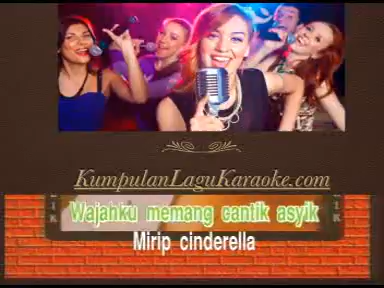 KumpulanLaguKaraoke.com
Wajahku memang cantik asyik
Mirip cinderella